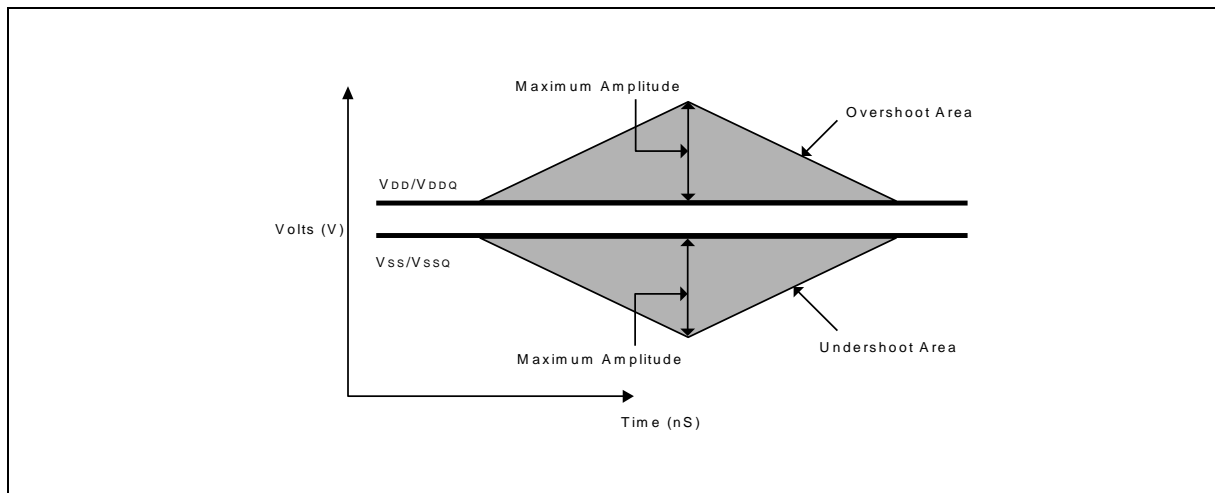 Maximum Amplitude
Overshoot Area
VDD/VDDQ
Volts (V)
VSS/VSSQ
Maximum Amplitude
Undershoot Area
Time (nS)